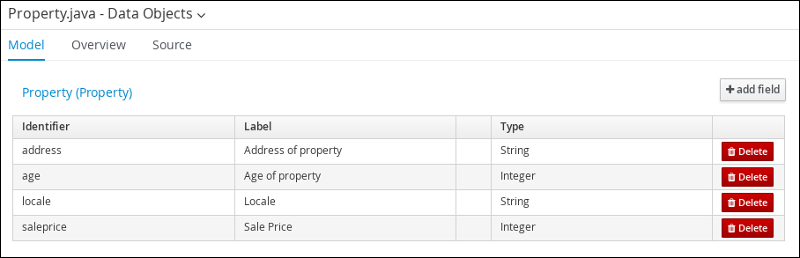 Property.java - Data Objects
Model Overview Source
Property (Property)
+ add field
Identifier Label Type
address Address of property String Delete
age Age of property Integer Delete
locale Locale String Delete
saleprice Sale Price Integer Delete